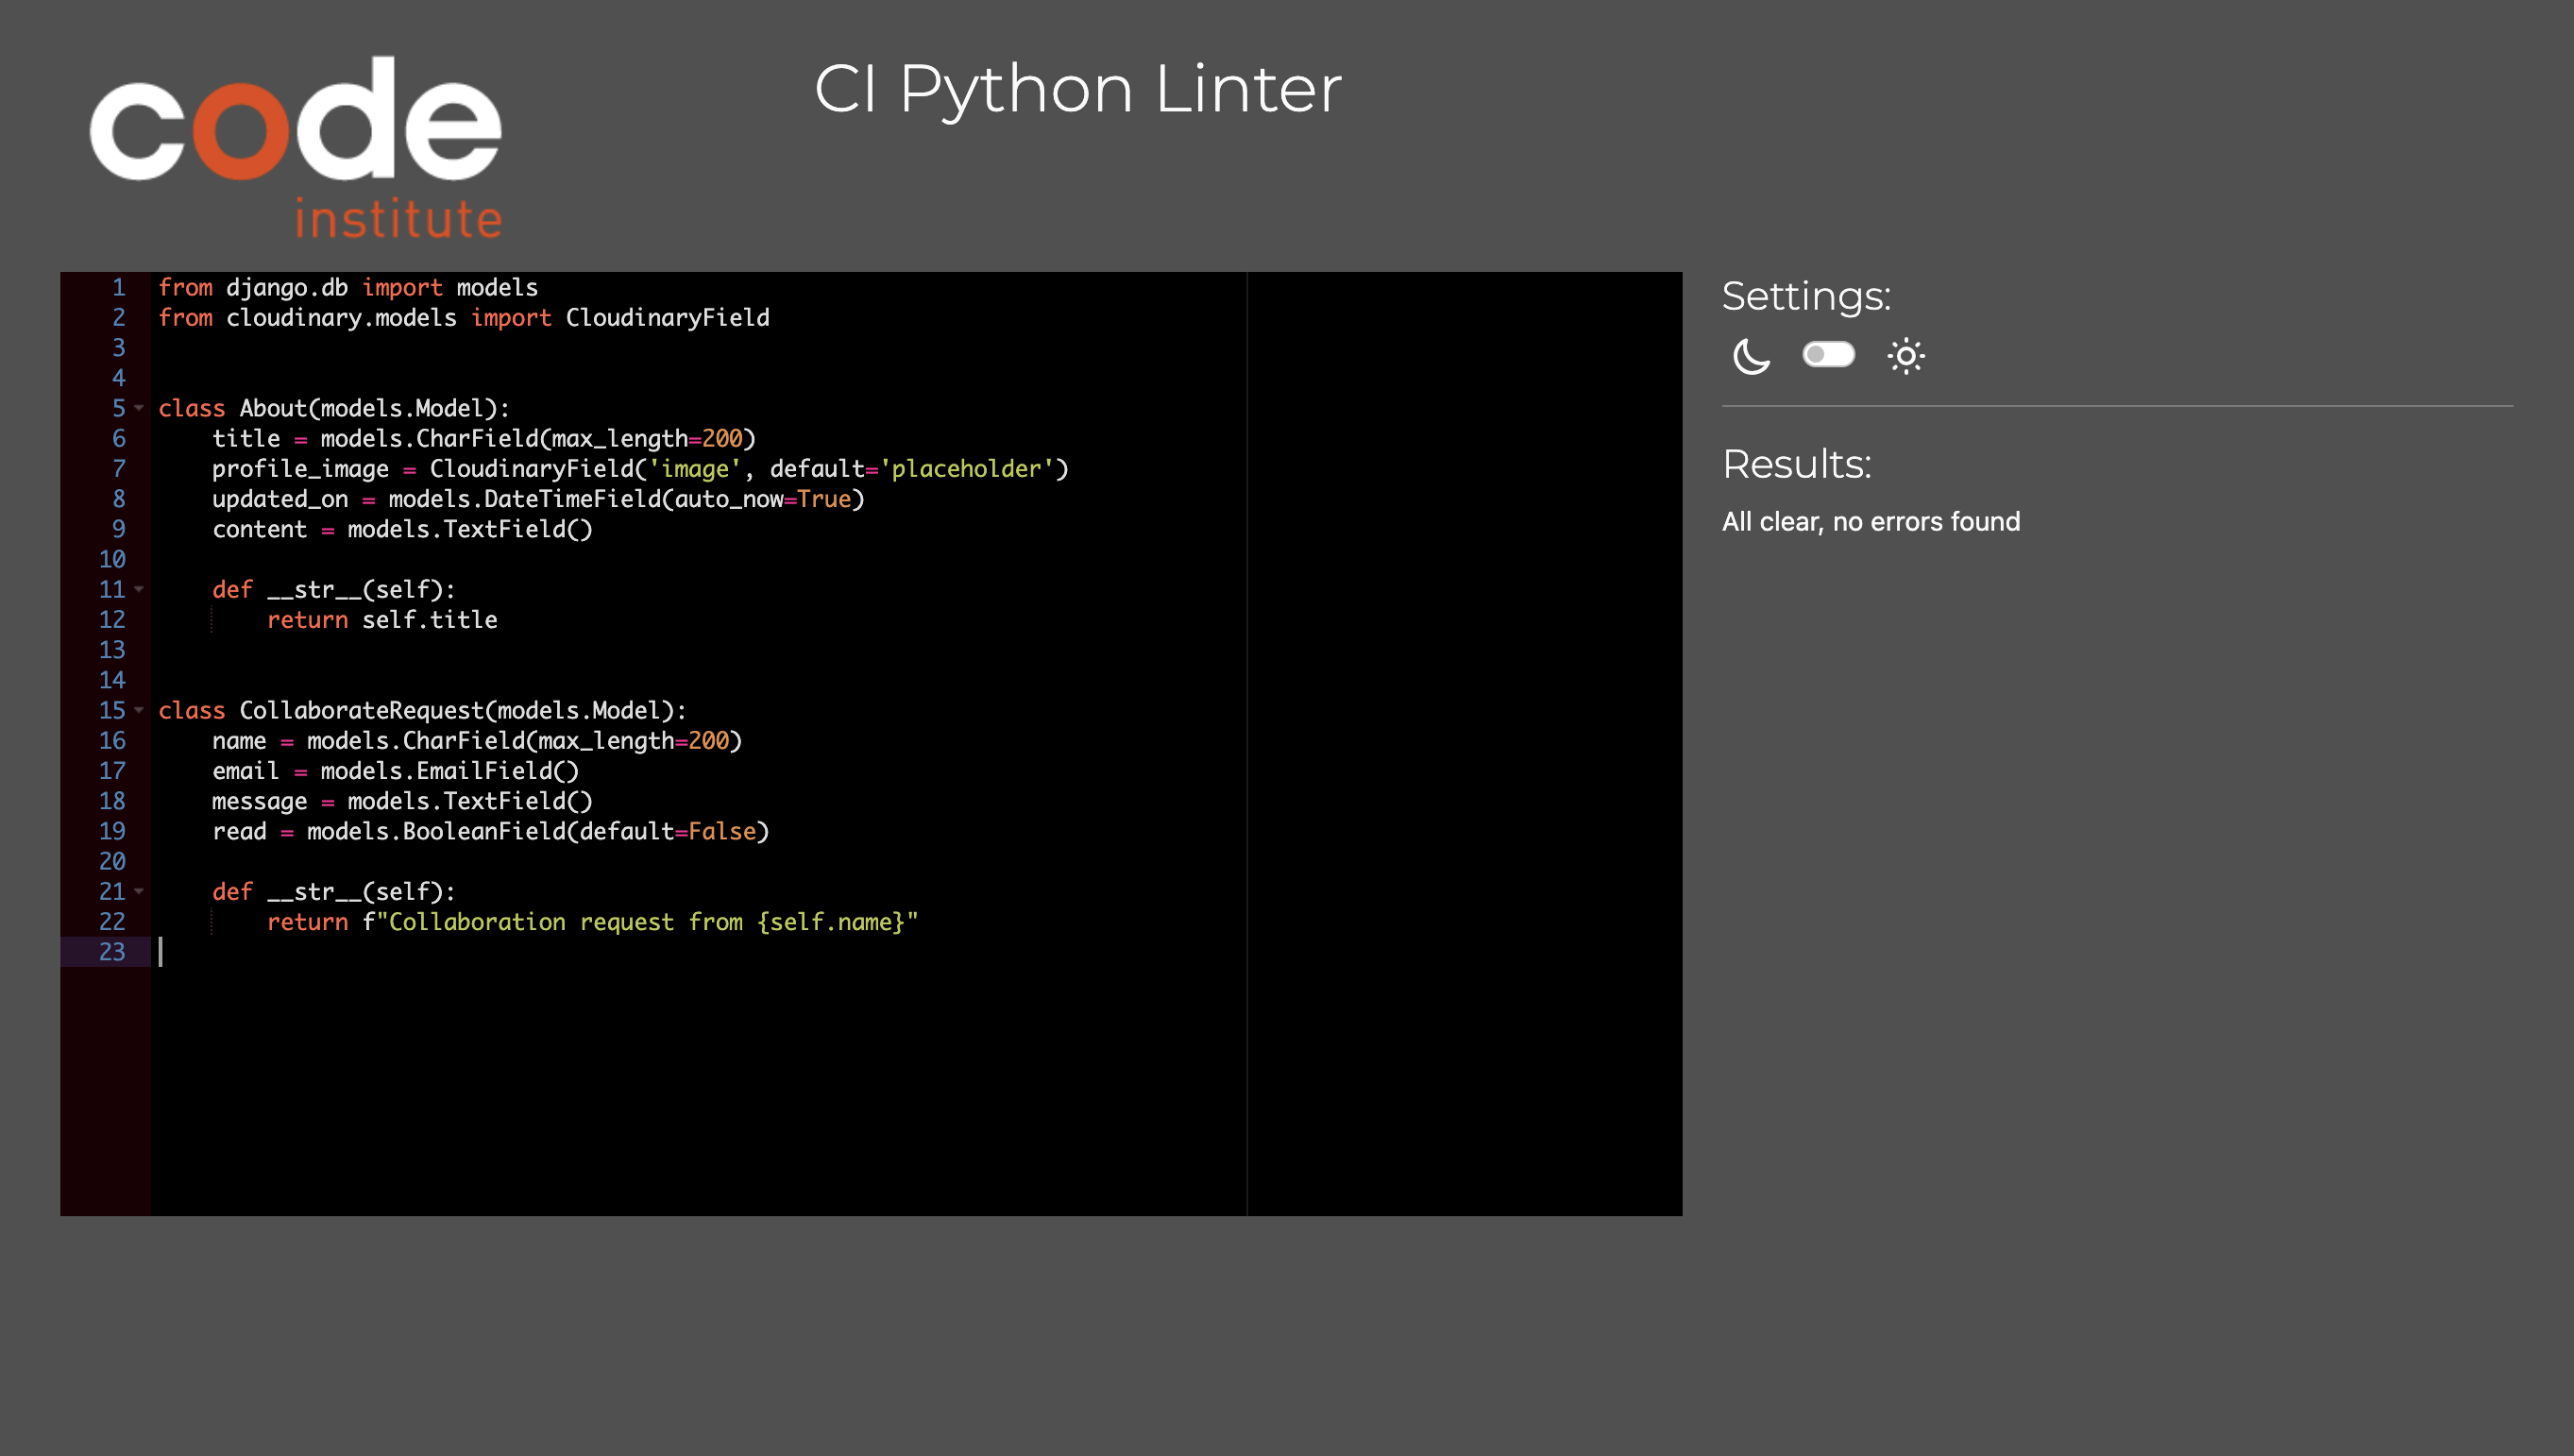 code
institute
CI Python Linter
1 from django.db import models
2 from cloudinary.models import CloudinaryField
3
4
5 class About(models.Model):
6     title = models.CharField(max_length=200)
7     profile_image = CloudinaryField('image', default='placeholder')
8     updated_on = models.DateTimeField(auto_now=True)
9     content = models.TextField()
10
11     def __str__(self):
12         return self.title
13
14
15 class CollaborateRequest(models.Model):
16     name = models.CharField(max_length=200)
17     email = models.EmailField()
18     message = models.TextField()
19     read = models.BooleanField(default=False)
20
21     def __str__(self):
22         return f"Collaboration request from {self.name}"
23
Settings:
Results:
All clear, no errors found